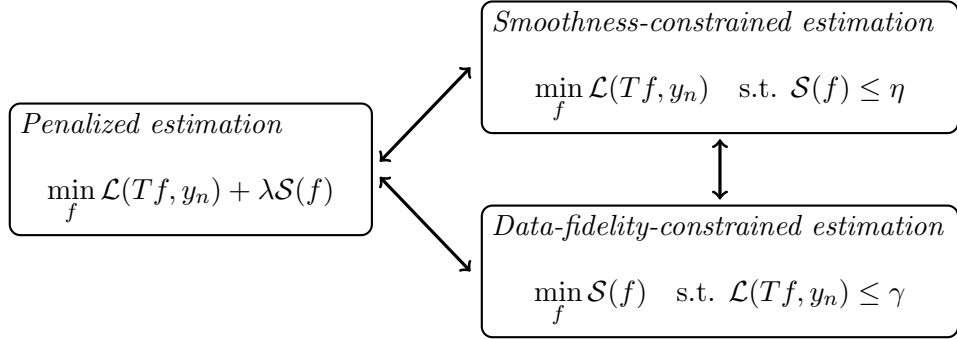 Smoothness-constrained estimation
min_f 𝓛(Tf, y_n) s.t. 𝓢(f) ≤ η
Penalized estimation
min_f 𝓛(Tf, y_n) + λ𝓢(f)
Data-fidelity-constrained estimation
min_f 𝓢(f) s.t. 𝓛(Tf, y_n) ≤ γ